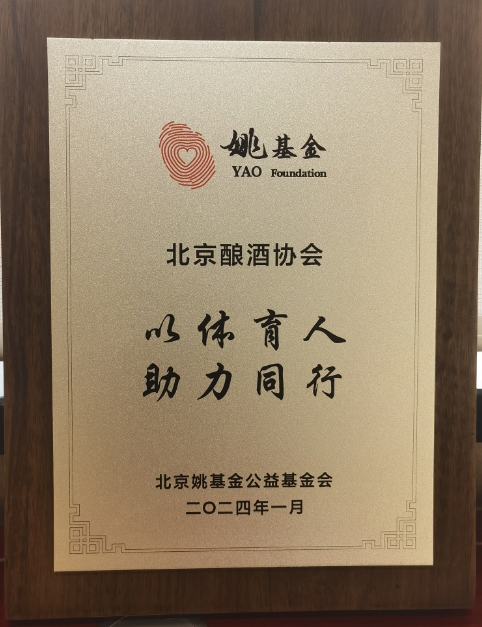 姚基金
YAO Foundation
北京酿酒协会
以体育人
助力同行
北京姚基金公益基金会
二〇二四年一月